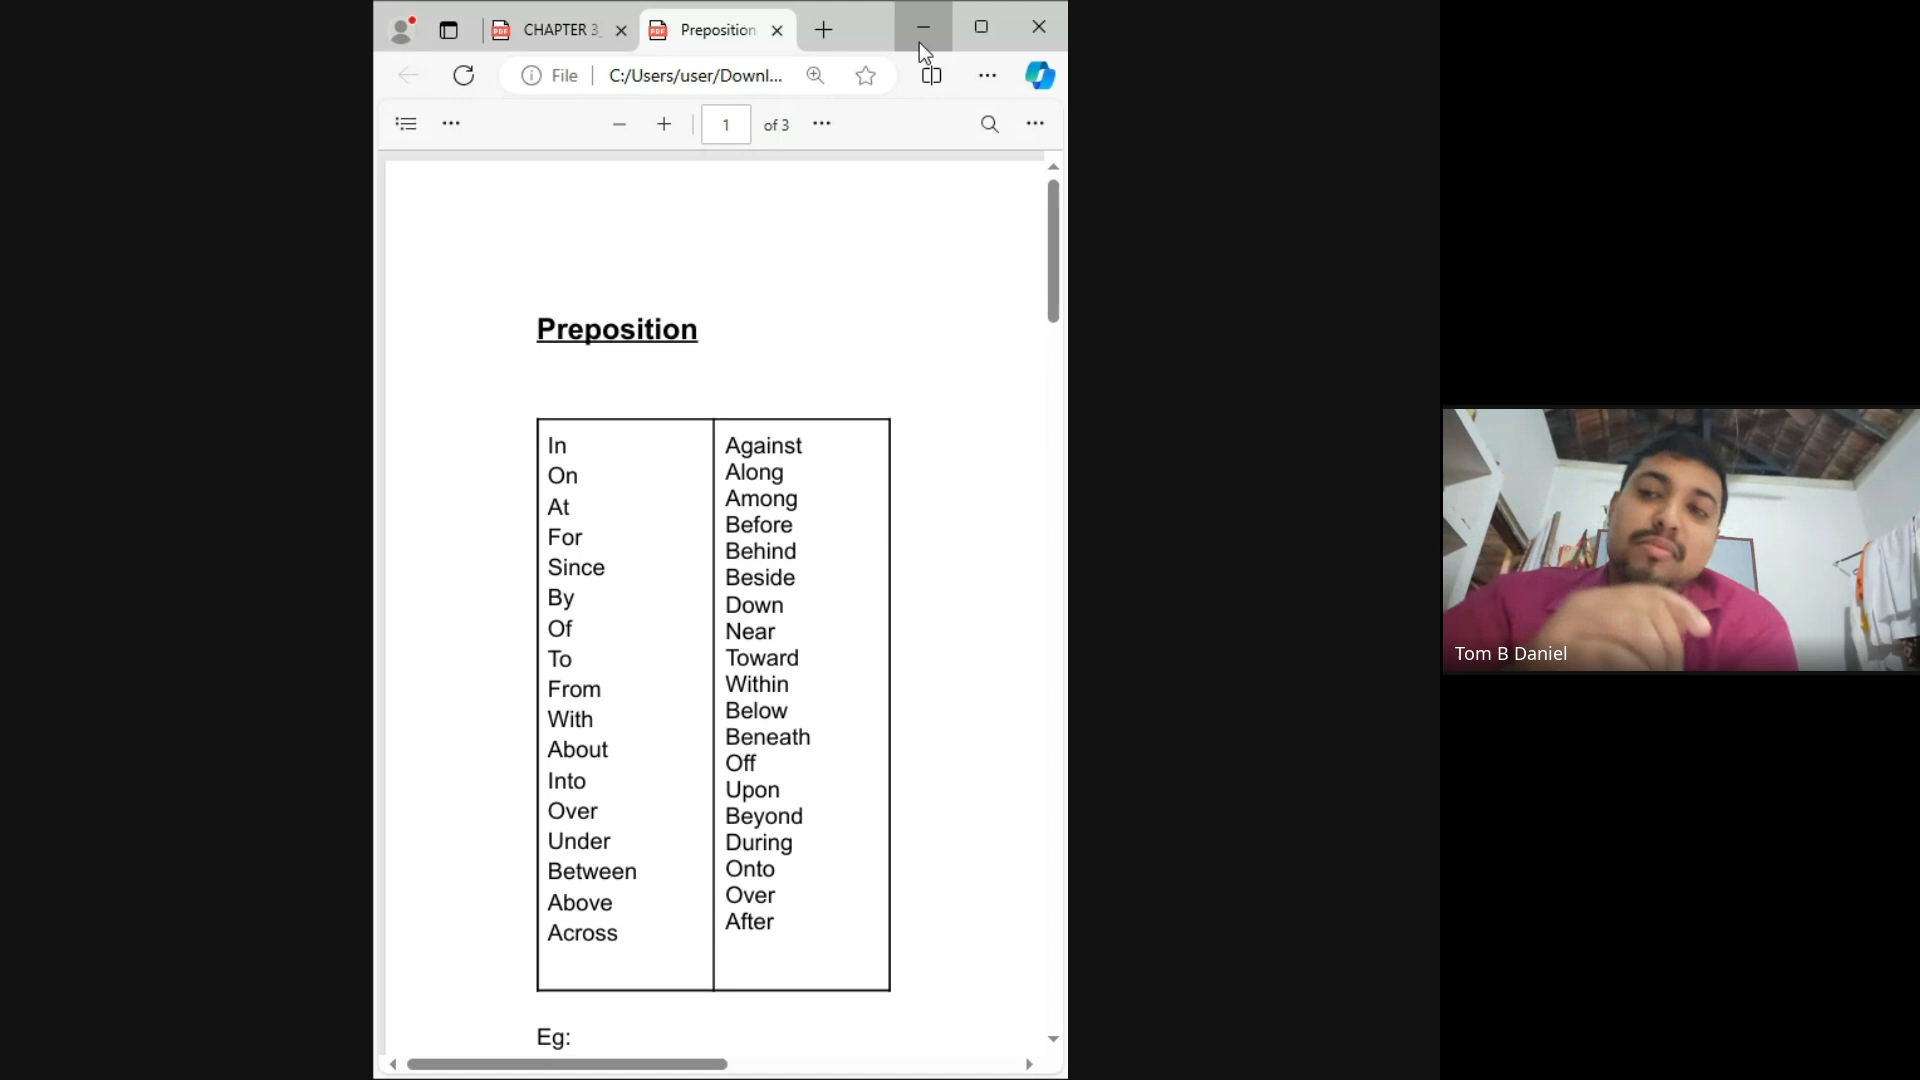 CHAPTER 3
Preposition
File
C:/Users/user/Downl...
1
of 3
Preposition
In
On
At
For
Since
By
Of
To
From
With
About
Into
Over
Under
Between
Above
Across
Against
Along
Among
Before
Behind
Beside
Down
Near
Toward
Within
Below
Beneath
Off
Upon
Beyond
During
Onto
Over
After
Eg:
Tom B Daniel